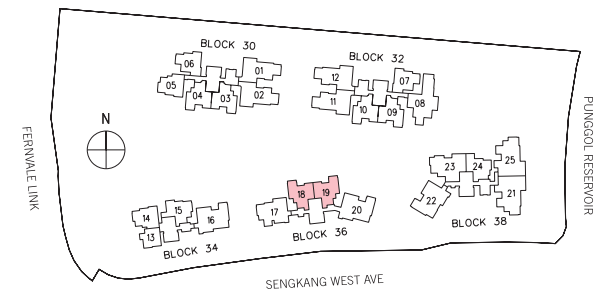 BLOCK 30
BLOCK 32
06
01
05
04
03
02
12
07
11
10
09
08
N
FERNVALE LINK
PUNGGOL RESERVOIR
23
24
25
22
21
BLOCK 38
18
19
17
20
BLOCK 36
14
15
16
13
BLOCK 34
SENGKANG WEST AVE